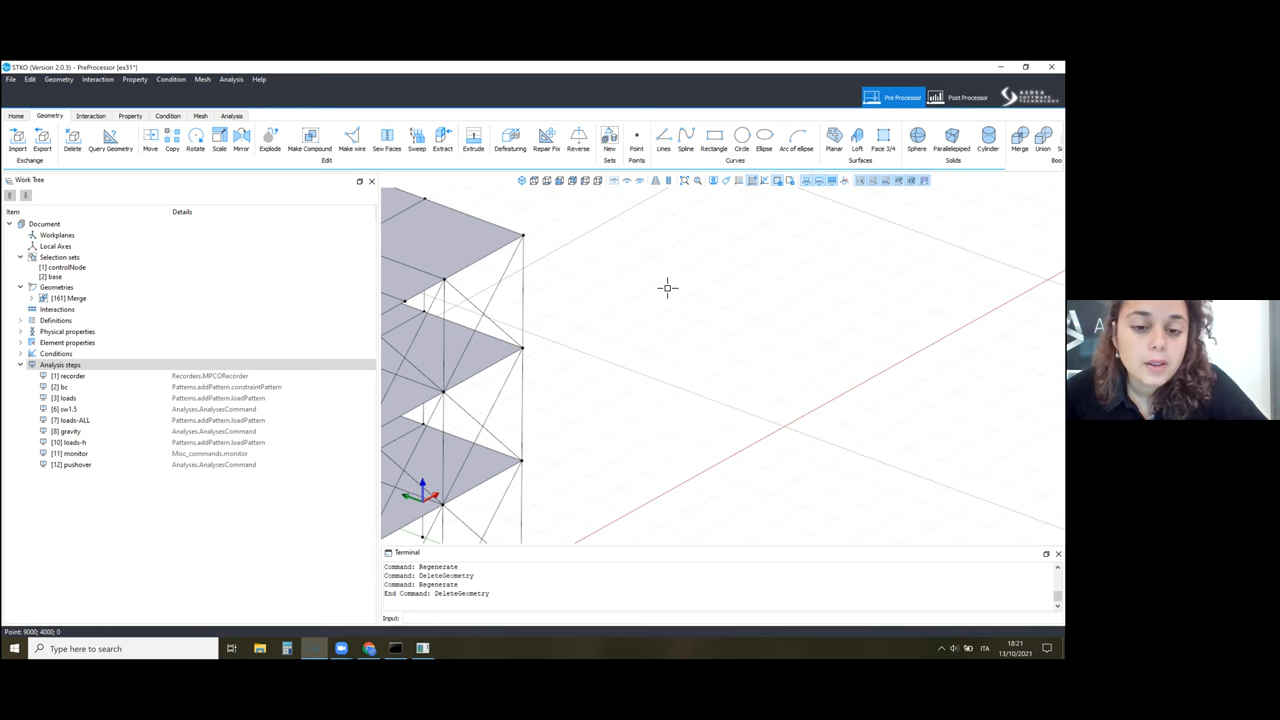 STKO (Version 2.0.3) - PreProcessor [ex31*]
File Edit Geometry Interaction Property Condition Mesh Analysis Help
Pre Processor Post Processor ASDEA SOFTWARE TECHNOLOGY
Home Geometry Interaction Property Condition Mesh Analysis
Import Export Delete Query Geometry Move Copy Rotate Scale Mirror Explode Make Compound Make wire Sew Faces Sweep Extract Extrude Defeaturing Repair Fix Reverse New Sets Point Lines Spline Rectangle Circle Ellipse Arc of ellipse Planar Loft Face 3/4 Sphere Parallelepiped Cylinder Merge Union
Exchange Edit Sets Points Curves Surfaces Solids Boo
Work Tree
Item Details
Document
Workplanes
Local Axes
Selection sets
[1] controlNode
[2] base
Geometries
[161] Merge
Interactions
Definitions
Physical properties
Element properties
Conditions
Analysis steps
[1] recorder Recorders.MPCORecorder
[2] bc Patterns.addPattern.constraintPattern
[3] loads Patterns.addPattern.loadPattern
[6] sw1.5 Analyses.AnalysesCommand
[7] loads-ALL Patterns.addPattern.loadPattern
[8] gravity Analyses.AnalysesCommand
[10] loads-h Patterns.addPattern.loadPattern
[11] monitor Misc_commands.monitor
[12] pushover Analyses.AnalysesCommand
Terminal
Command: Regenerate
Command: DeleteGeometry
Command: Regenerate
End Command: DeleteGeometry
Input:
Point: 9000; 4000; 0
Type here to search
ITA
18:21
13/10/2021